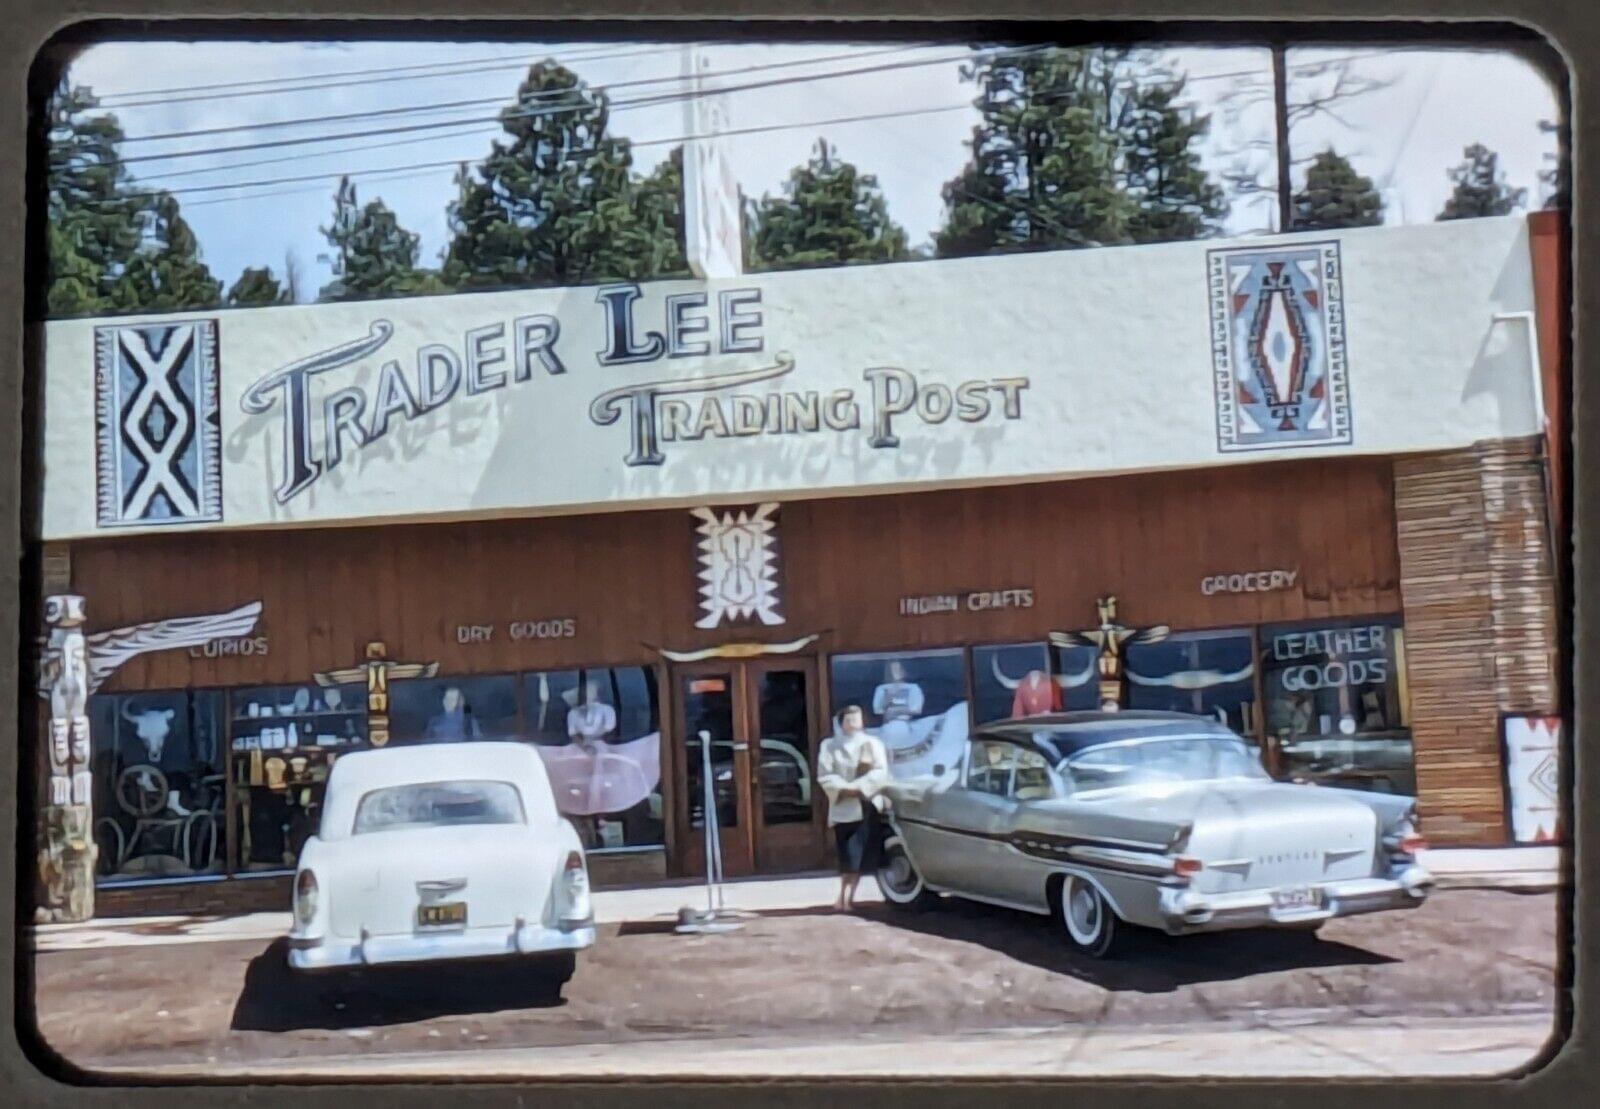 TRADER LEE
TRADING POST
CURIOS
DRY GOODS
INDIAN CRAFTS
GROCERY
LEATHER
GOODS
PONTIAC